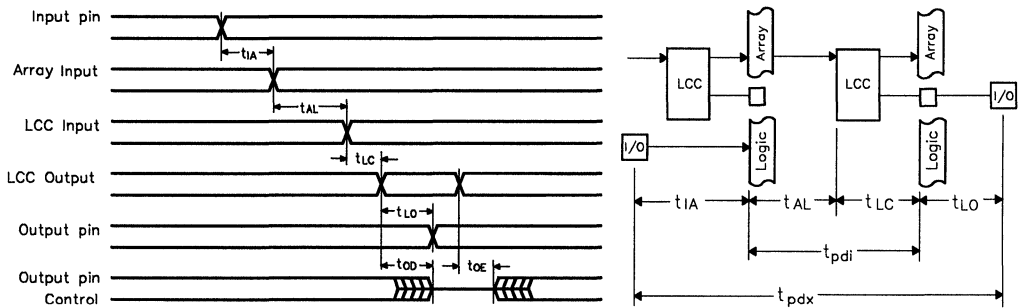 Input pin
tIA
Array Input
tAL
LCC Input
tLC
LCC Output
tLO
Output pin
tOD
tOE
Output pin
Control
LCC
Array
LCC
Array
I/O
I/O
Logic
Logic
tIA
tAL
tLC
tLO
tpdi
tpdx